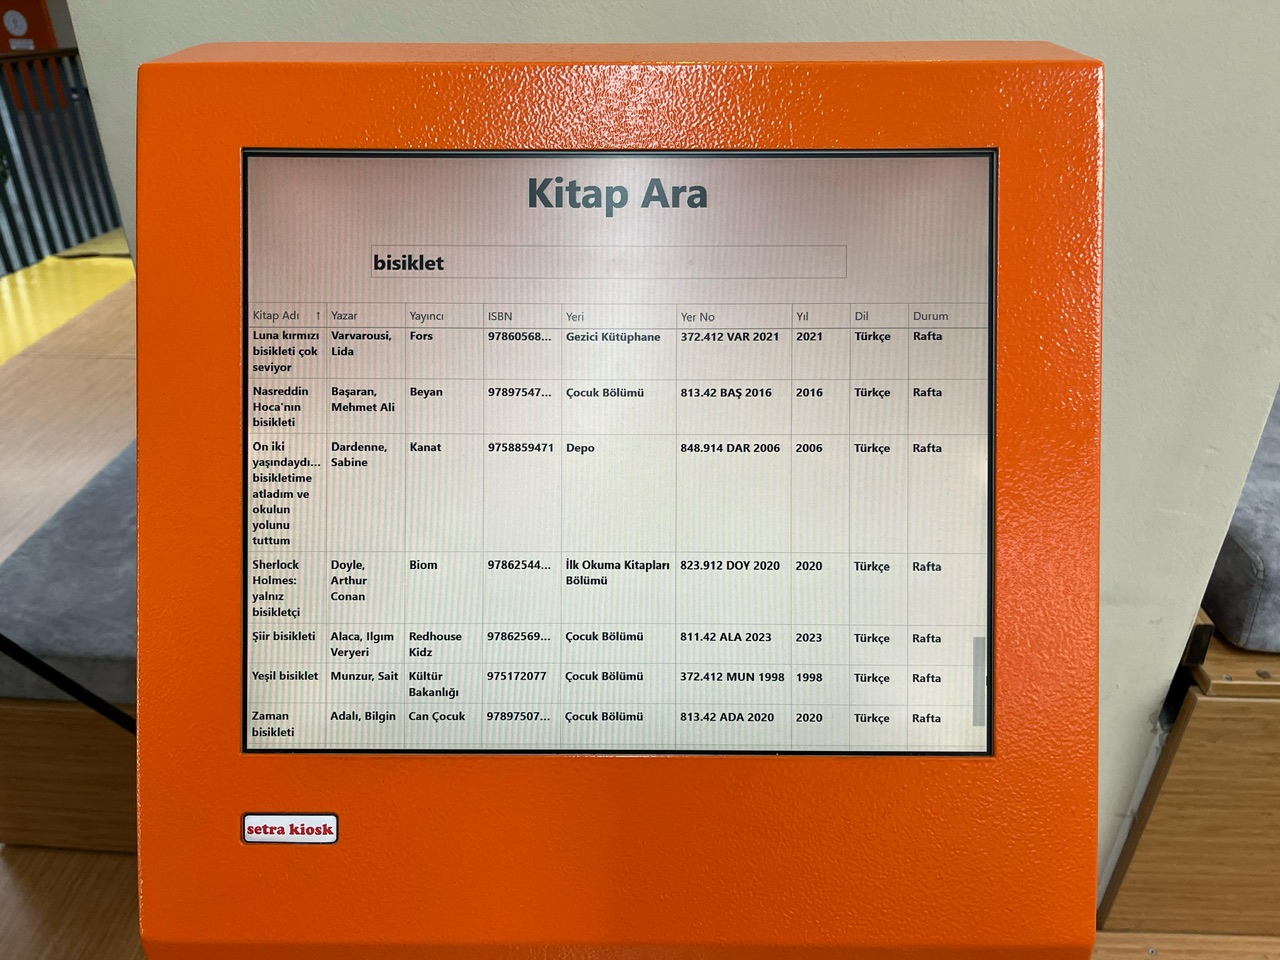 Kitap Ara
bisiklet
Kitap Adı ↑ Yazar Yayıncı ISBN Yeri Yer No Yıl Dil Durum
Luna kırmızı Varvarousi, Fors 97860568... Gezici Kütüphane 372.412 VAR 2021 2021 Türkçe Rafta
bisikleti çok Lida
seviyor
Nasreddin Başaran, Beyan 97897547... Çocuk Bölümü 813.42 BAŞ 2016 2016 Türkçe Rafta
Hoca'nın Mehmet Ali
bisikleti
On iki Dardenne, Kanat 9758859471 Depo 848.914 DAR 2006 2006 Türkçe Rafta
yaşındaydı... Sabine
bisikletime
atladım ve
okulun
yolunu
tuttum
Sherlock Doyle, Biom 97862544... İlk Okuma Kitapları 823.912 DOY 2020 2020 Türkçe Rafta
Holmes: Arthur Bölümü
yalnız Conan
bisikletçi
Şiir bisikleti Alaca, Ilgım Redhouse 97862569... Çocuk Bölümü 811.42 ALA 2023 2023 Türkçe Rafta
Veryeri Kidz
Yeşil bisiklet Munzur, Sait Kültür 975172077 Çocuk Bölümü 372.412 MUN 1998 1998 Türkçe Rafta
Bakanlığı
Zaman Adalı, Bilgin Can Çocuk 97897507... Çocuk Bölümü 813.42 ADA 2020 2020 Türkçe Rafta
bisikleti
setra kiosk